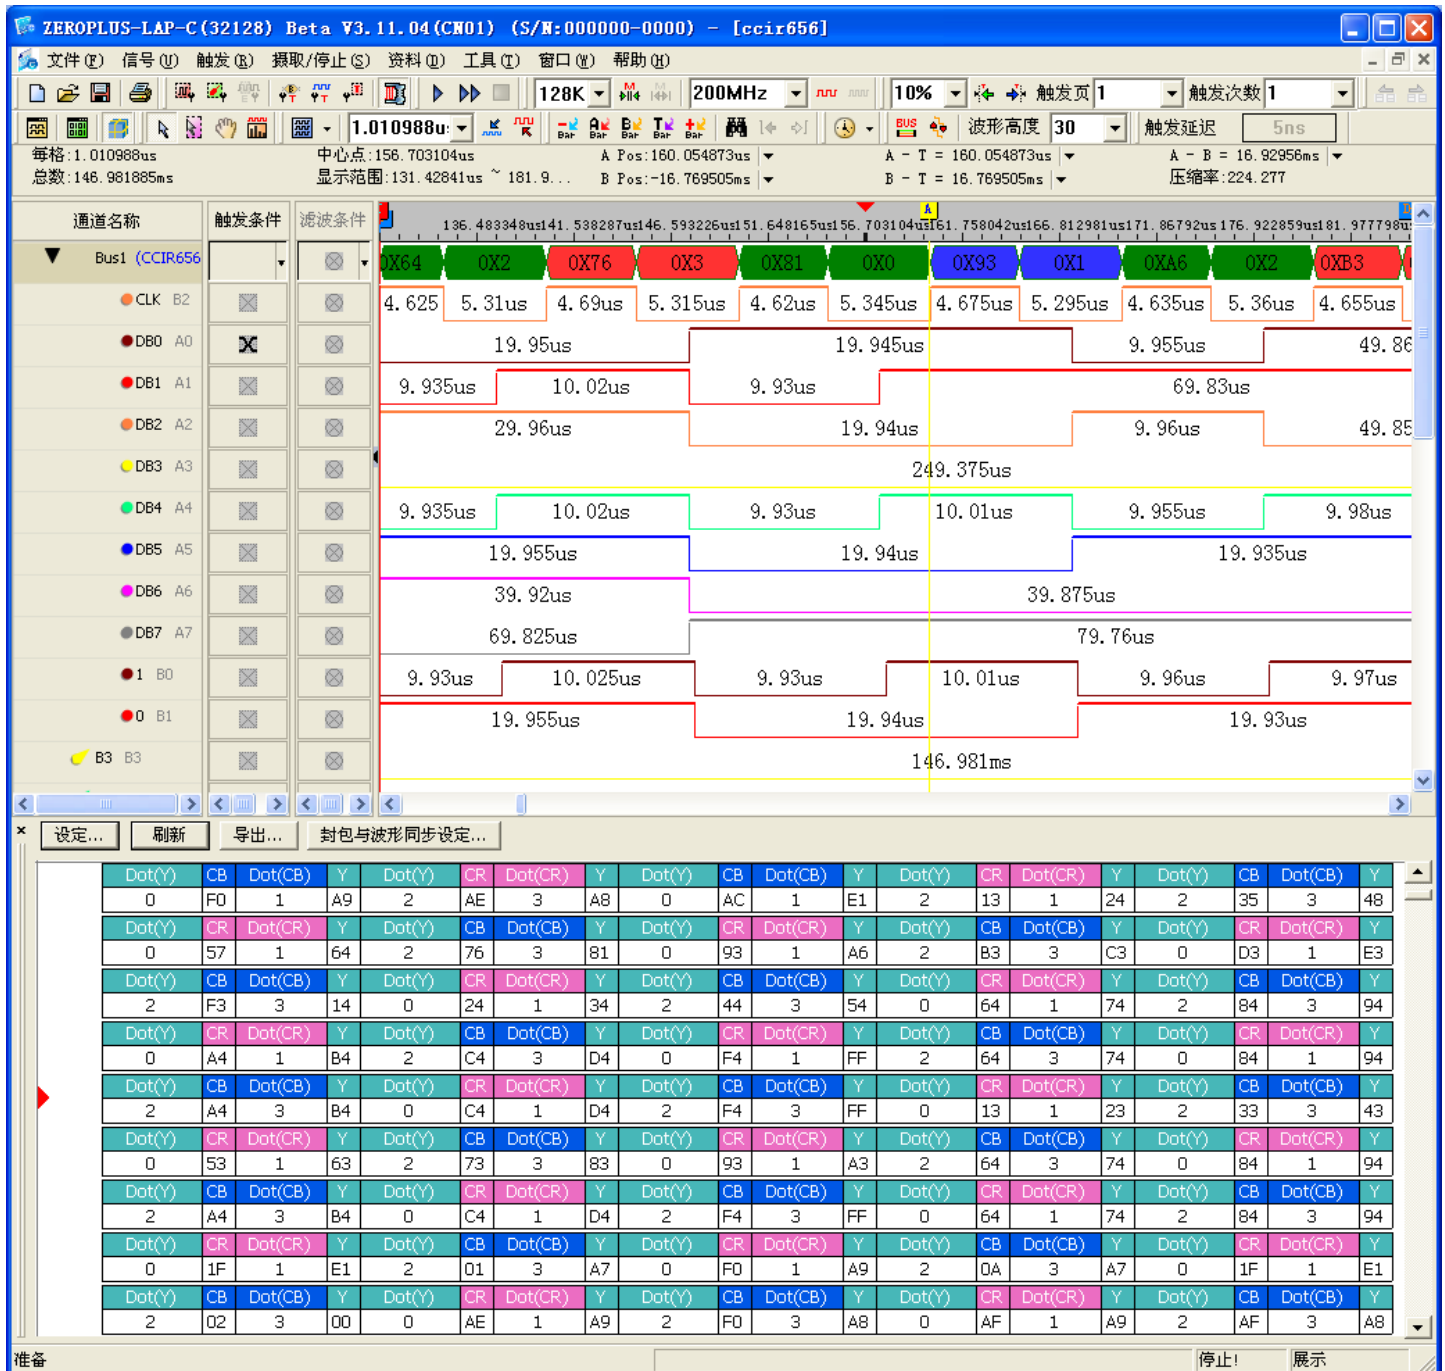 ZEROPLUS-LAP-C(32128) Beta V3.11.04(CN01) (S/N:000000-0000) - [ccir656]
文件(F) 信号(U) 触发(R) 摄取/停止(S) 资料(D) 工具(T) 窗口(W) 帮助(H)
128K 200MHz 10% 触发页 1 触发次数 1
1.010988u: Bar Bar Bar Bar Bar BUS 波形高度 30 触发延迟 5ns
每格:1.010988us 中心点:156.703104us A Pos:160.054873us A - T = 160.054873us A - B = 16.92956ms
总数:146.981885ms 显示范围:131.42841us ~ 181.9... B Pos:-16.769505ms B - T = 16.769505ms 压缩率:224.277
通道名称 触发条件 滤波条件 A 136.483348us 141.538287us 146.593226us 151.648165us 156.703104us 161.758042us 166.812981us 171.86792us 176.922859us 181.977798u
Bus1 (CCIR656 0X64 0X2 0X76 0X3 0X81 0X0 0X93 0X1 0XA6 0X2 0XB3
CLK B2 4.625 5.31us 4.69us 5.315us 4.62us 5.345us 4.675us 5.295us 4.635us 5.36us 4.655us
DB0 A0 19.95us 19.945us 9.955us 49.86
DB1 A1 9.935us 10.02us 9.93us 69.83us
DB2 A2 29.96us 19.94us 9.96us 49.85
DB3 A3 249.375us
DB4 A4 9.935us 10.02us 9.93us 10.01us 9.955us 9.98us
DB5 A5 19.955us 19.94us 19.935us
DB6 A6 39.92us 39.875us
DB7 A7 69.825us 79.76us
1 B0 9.93us 10.025us 9.93us 10.01us 9.96us 9.97us
0 B1 19.955us 19.94us 19.93us
B3 B3 146.981ms
设定... 刷新 导出... 封包与波形同步设定...
Dot(Y) CB Dot(CB) Y Dot(Y) CR Dot(CR) Y Dot(Y) CB Dot(CB) Y Dot(Y) CR Dot(CR) Y Dot(Y) CB Dot(CB) Y
0 F0 1 A9 2 AE 3 A8 0 AC 1 E1 2 13 1 24 2 35 3 48
Dot(Y) CR Dot(CR) Y Dot(Y) CB Dot(CB) Y Dot(Y) CR Dot(CR) Y Dot(Y) CB Dot(CB) Y Dot(Y) CR Dot(CR) Y
0 57 1 64 2 76 3 81 0 93 1 A6 2 B3 3 C3 0 D3 1 E3
Dot(Y) CB Dot(CB) Y Dot(Y) CR Dot(CR) Y Dot(Y) CB Dot(CB) Y Dot(Y) CR Dot(CR) Y Dot(Y) CB Dot(CB) Y
2 F3 3 14 0 24 1 34 2 44 3 54 0 64 1 74 2 84 3 94
Dot(Y) CR Dot(CR) Y Dot(Y) CB Dot(CB) Y Dot(Y) CR Dot(CR) Y Dot(Y) CB Dot(CB) Y Dot(Y) CR Dot(CR) Y
0 A4 1 B4 2 C4 3 D4 0 F4 1 FF 2 64 3 74 0 84 1 94
Dot(Y) CB Dot(CB) Y Dot(Y) CR Dot(CR) Y Dot(Y) CB Dot(CB) Y Dot(Y) CR Dot(CR) Y Dot(Y) CB Dot(CB) Y
2 A4 3 B4 0 C4 1 D4 2 F4 3 FF 0 13 1 23 2 33 3 43
Dot(Y) CR Dot(CR) Y Dot(Y) CB Dot(CB) Y Dot(Y) CR Dot(CR) Y Dot(Y) CB Dot(CB) Y Dot(Y) CR Dot(CR) Y
0 53 1 63 2 73 3 83 0 93 1 A3 2 64 3 74 0 84 1 94
Dot(Y) CB Dot(CB) Y Dot(Y) CR Dot(CR) Y Dot(Y) CB Dot(CB) Y Dot(Y) CR Dot(CR) Y Dot(Y) CB Dot(CB) Y
2 A4 3 B4 0 C4 1 D4 2 F4 3 FF 0 64 1 74 2 84 3 94
Dot(Y) CR Dot(CR) Y Dot(Y) CB Dot(CB) Y Dot(Y) CR Dot(CR) Y Dot(Y) CB Dot(CB) Y Dot(Y) CR Dot(CR) Y
0 1F 1 E1 2 01 3 A7 0 F0 1 A9 2 0A 3 A7 0 1F 1 E1
Dot(Y) CB Dot(CB) Y Dot(Y) CR Dot(CR) Y Dot(Y) CB Dot(CB) Y Dot(Y) CR Dot(CR) Y Dot(Y) CB Dot(CB) Y
2 02 3 00 0 AE 1 A9 2 F0 3 A8 0 AF 1 A9 2 AF 3 A8
准备 停止! 展示